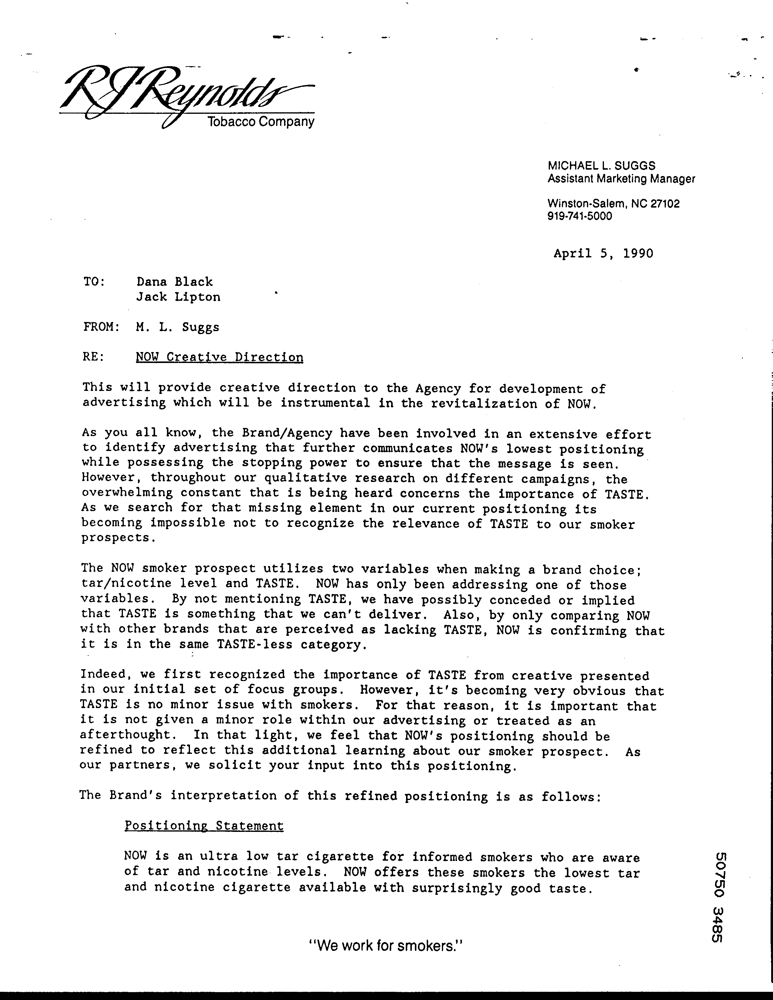 RJReynolds
Tobacco Company
MICHAEL L. SUGGS
Assistant Marketing Manager
Winston-Salem, NC 27102
919-741-5000
April 5, 1990
TO: Dana Black
Jack Lipton
FROM: M. L. Suggs
RE: NOW Creative Direction
This will provide creative direction to the Agency for development of
advertising which will be instrumental in the revitalization of NOW.
As you all know, the Brand/Agency have been involved in an extensive effort
to identify advertising that further communicates NOW's lowest positioning
while possessing the stopping power to ensure that the message is seen.
However, throughout our qualitative research on different campaigns, the
overwhelming constant that is being heard concerns the importance of TASTE.
As we search for that missing element in our current positioning its
becoming impossible not to recognize the relevance of TASTE to our smoker
prospects.
The NOW smoker prospect utilizes two variables when making a brand choice;
tar/nicotine level and TASTE. NOW has only been addressing one of those
variables. By not mentioning TASTE, we have possibly conceded or implied
that TASTE is something that we can't deliver. Also, by only comparing NOW
with other brands that are perceived as lacking TASTE, NOW is confirming that
it is in the same TASTE-less category.
Indeed, we first recognized the importance of TASTE from creative presented
in our initial set of focus groups. However, it's becoming very obvious that
TASTE is no minor issue with smokers. For that reason, it is important that
it is not given a minor role within our advertising or treated as an
afterthought. In that light, we feel that NOW's positioning should be
refined to reflect this additional learning about our smoker prospect. As
our partners, we solicit your input into this positioning.
The Brand's interpretation of this refined positioning is as follows:
Positioning Statement
NOW is an ultra low tar cigarette for informed smokers who are aware
of tar and nicotine levels. NOW offers these smokers the lowest tar
and nicotine cigarette available with surprisingly good taste.
50750 3485
"We work for smokers."